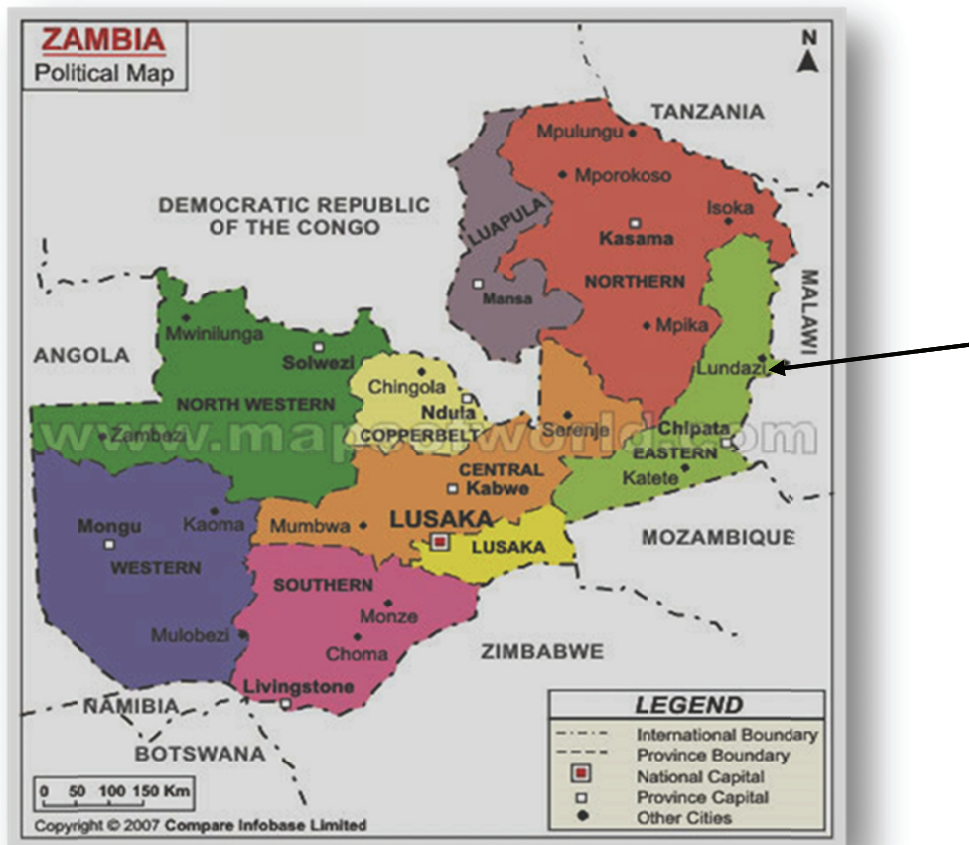 ZAMBIA
Political Map
N
TANZANIA
Mpulungu
Mporokoso
DEMOCRATIC REPUBLIC
OF THE CONGO
LUAPULA
Isoka
Kasama
NORTHERN
MALAWI
Mansa
Mwinilunga
Mpika
ANGOLA
Solwezi
Lundazi
Chingola
NORTH WESTERN
Ndula
www.mapsofworld.com
Zambezi
COPPERBELT
Serenje
Chipata
EASTERN
CENTRAL
Katete
Kabwe
Mongu
Kaoma
Mumbwa
LUSAKA
LUSAKA
MOZAMBIQUE
WESTERN
SOUTHERN
Monze
Mulobezi
Choma
ZIMBABWE
Livingstone
NAMIBIA
BOTSWANA
LEGEND
International Boundary
Province Boundary
National Capital
Province Capital
Other Cities
0 50 100 150 Km
Copyright © 2007 Compare Infobase Limited